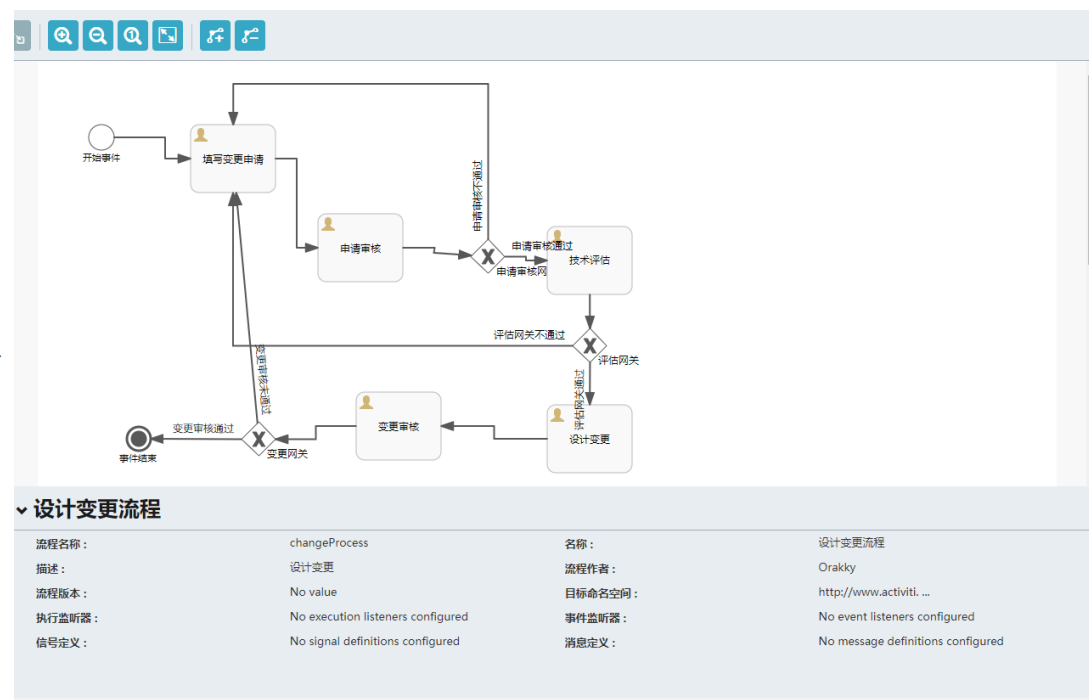 开始事件
填写变更申请
申请审核不通过
申请审核
申请审核通过
申请审核网
技术评估
评估网关不通过
评估网关
变更审核未通过
评估网关通过
变更审核通过
变更审核
设计变更
变更网关
事件结束
设计变更流程
流程名称： changeProcess 名称： 设计变更流程
描述： 设计变更 流程作者： Orakky
流程版本： No value 目标命名空间： http://www.activiti. ...
执行监听器： No execution listeners configured 事件监听器： No event listeners configured
信号定义： No signal definitions configured 消息定义： No message definitions configured